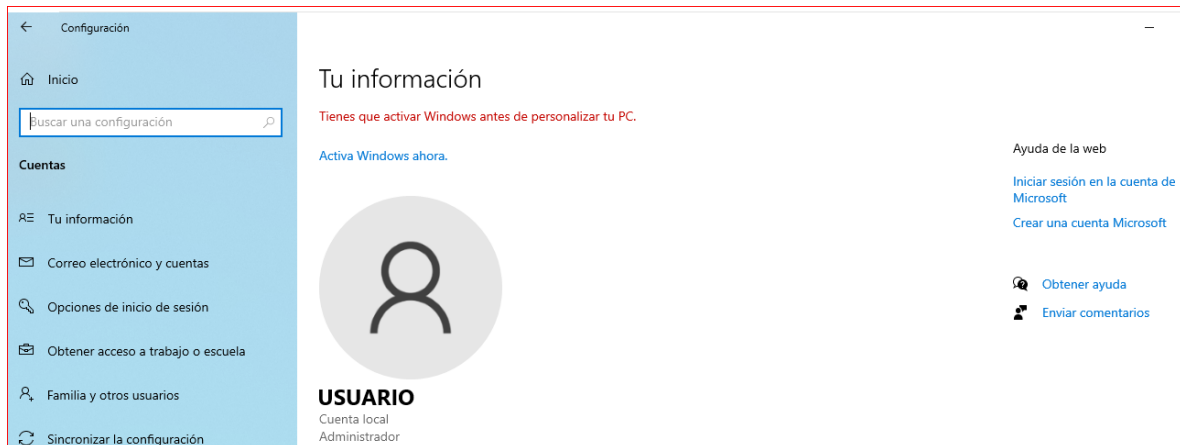 Configuración
Inicio
Buscar una configuración
Cuentas
Tu información
Correo electrónico y cuentas
Opciones de inicio de sesión
Obtener acceso a trabajo o escuela
Familia y otros usuarios
Sincronizar la configuración
Tu información
Tienes que activar Windows antes de personalizar tu PC.
Activa Windows ahora.
USUARIO
Cuenta local
Administrador
Ayuda de la web
Iniciar sesión en la cuenta de
Microsoft
Crear una cuenta Microsoft
Obtener ayuda
Enviar comentarios